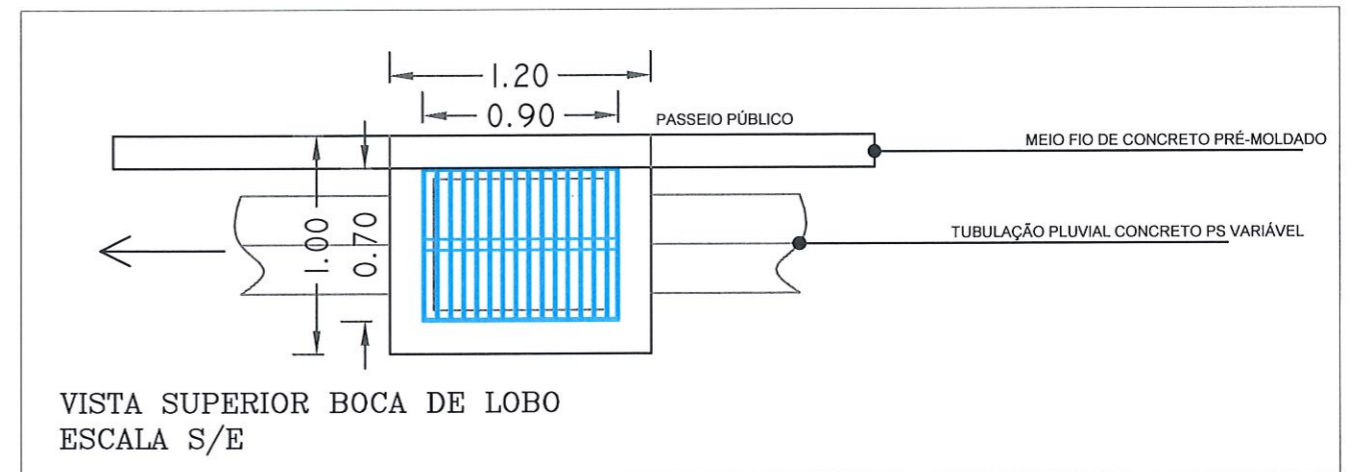 1.20
0.90
PASSEIO PÚBLICO
MEIO FIO DE CONCRETO PRÉ-MOLDADO
1.00
0.70
TUBULAÇÃO PLUVIAL CONCRETO PS VARIÁVEL
VISTA SUPERIOR BOCA DE LOBO
ESCALA S/E